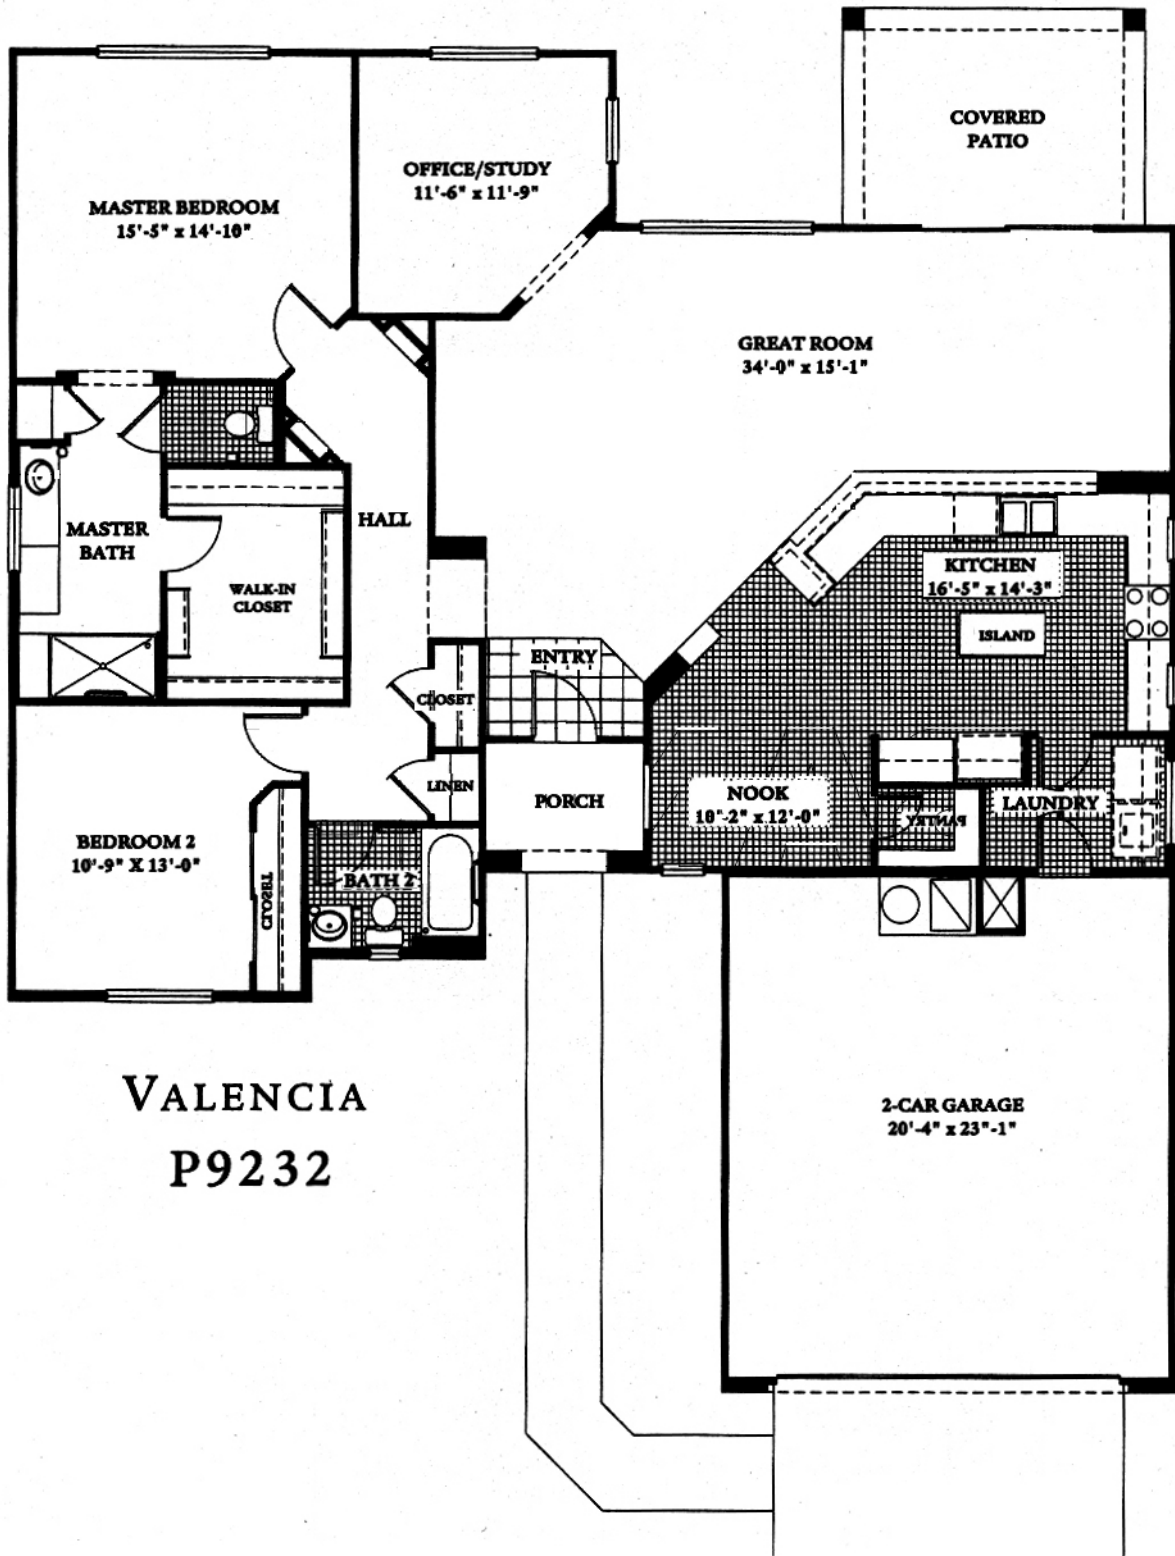 COVERED
PATIO
OFFICE/STUDY
11'-6" x 11'-9"
MASTER BEDROOM
15'-5" x 14'-10"
GREAT ROOM
34'-0" x 15'-1"
HALL
MASTER
BATH
WALK-IN
CLOSET
KITCHEN
16'-5" x 14'-3"
ISLAND
ENTRY
CLOSET
LINEN
PORCH
NOOK
10'-2" x 12'-0"
PANTRY
LAUNDRY
BEDROOM 2
10'-9" X 13'-0"
CLOSET
BATH 2
VALENCIA
P9232
2-CAR GARAGE
20'-4" x 23"-1"